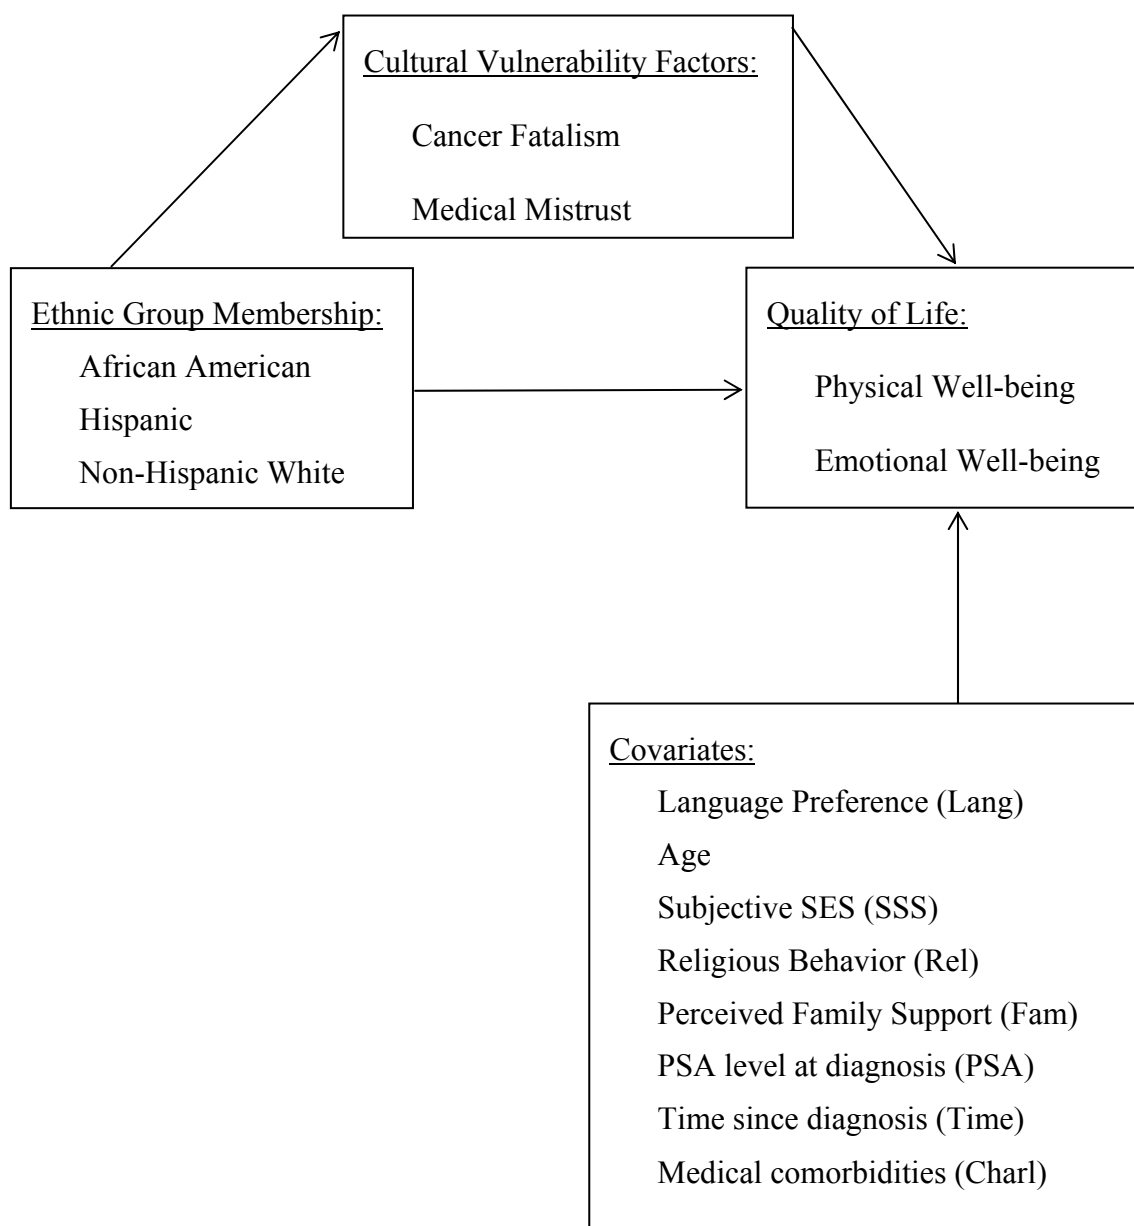 Cultural Vulnerability Factors:
Cancer Fatalism
Medical Mistrust
Ethnic Group Membership:
African American
Hispanic
Non-Hispanic White
Quality of Life:
Physical Well-being
Emotional Well-being
Covariates:
Language Preference (Lang)
Age
Subjective SES (SSS)
Religious Behavior (Rel)
Perceived Family Support (Fam)
PSA level at diagnosis (PSA)
Time since diagnosis (Time)
Medical comorbidities (Charl)